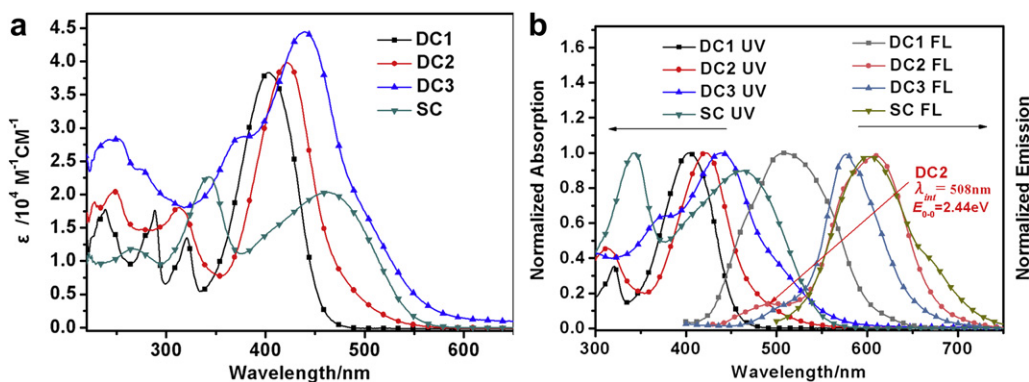 a
DC1
DC2
DC3
SC
4.5
4.0
3.5
3.0
2.5
2.0
1.5
1.0
0.5
0.0
ε /10⁴ M⁻¹CM⁻¹
300
400
500
600
Wavelength/nm
b
DC1 UV
DC2 UV
DC3 UV
SC UV
DC1 FL
DC2 FL
DC3 FL
SC FL
DC2
λint = 508nm
E0-0=2.44eV
1.6
1.4
1.2
1.0
0.8
0.6
0.4
0.2
0.0
Normalized Absorption
Normalized Emission
300
400
500
600
700
Wavelength/nm